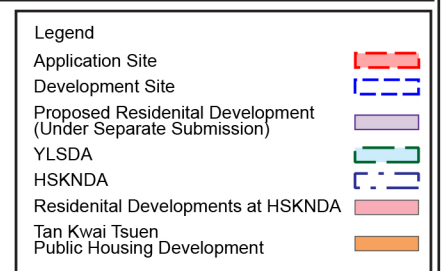 Legend
Application Site
Development Site
Proposed Residenital Development
(Under Separate Submission)
YLSDA
HSKNDA
Residenital Developments at HSKNDA
Tan Kwai Tsuen
Public Housing Development